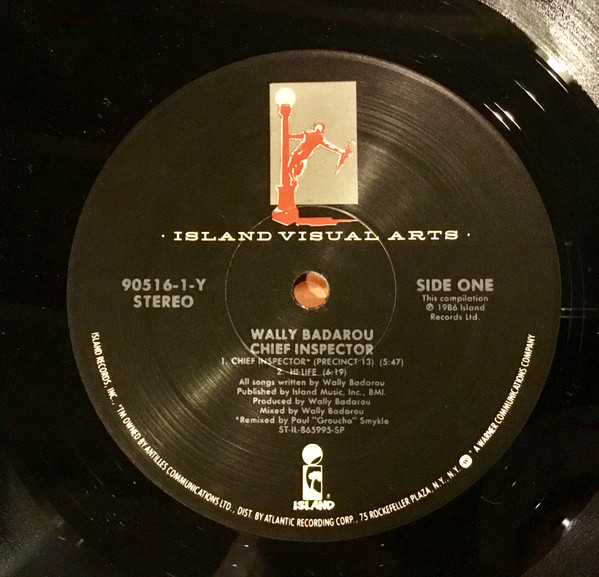 · ISLAND VISUAL ARTS ·
90516-1-Y
STEREO
SIDE ONE
This compilation
℗ 1986 Island
Records Ltd.
WALLY BADAROU
CHIEF INSPECTOR
1. CHIEF INSPECTOR* (PRECINCT 13) (5:47)
2. HI-LIFE (6:19)
All songs written by Wally Badarou
Published by Island Music, Inc., BMI.
Produced by Wally Badarou
Mixed by Wally Badarou
*Remixed by Paul "Groucho" Smykle
ST-IL-865995-SP
ISLAND®
ISLAND RECORDS, INC., *TM OWNED BY ANTILLES COMMUNICATIONS LTD., DIST. BY ATLANTIC RECORDING CORP., 75 ROCKEFELLER PLAZA, N.Y., N.Y. A WARNER COMMUNICATIONS COMPANY